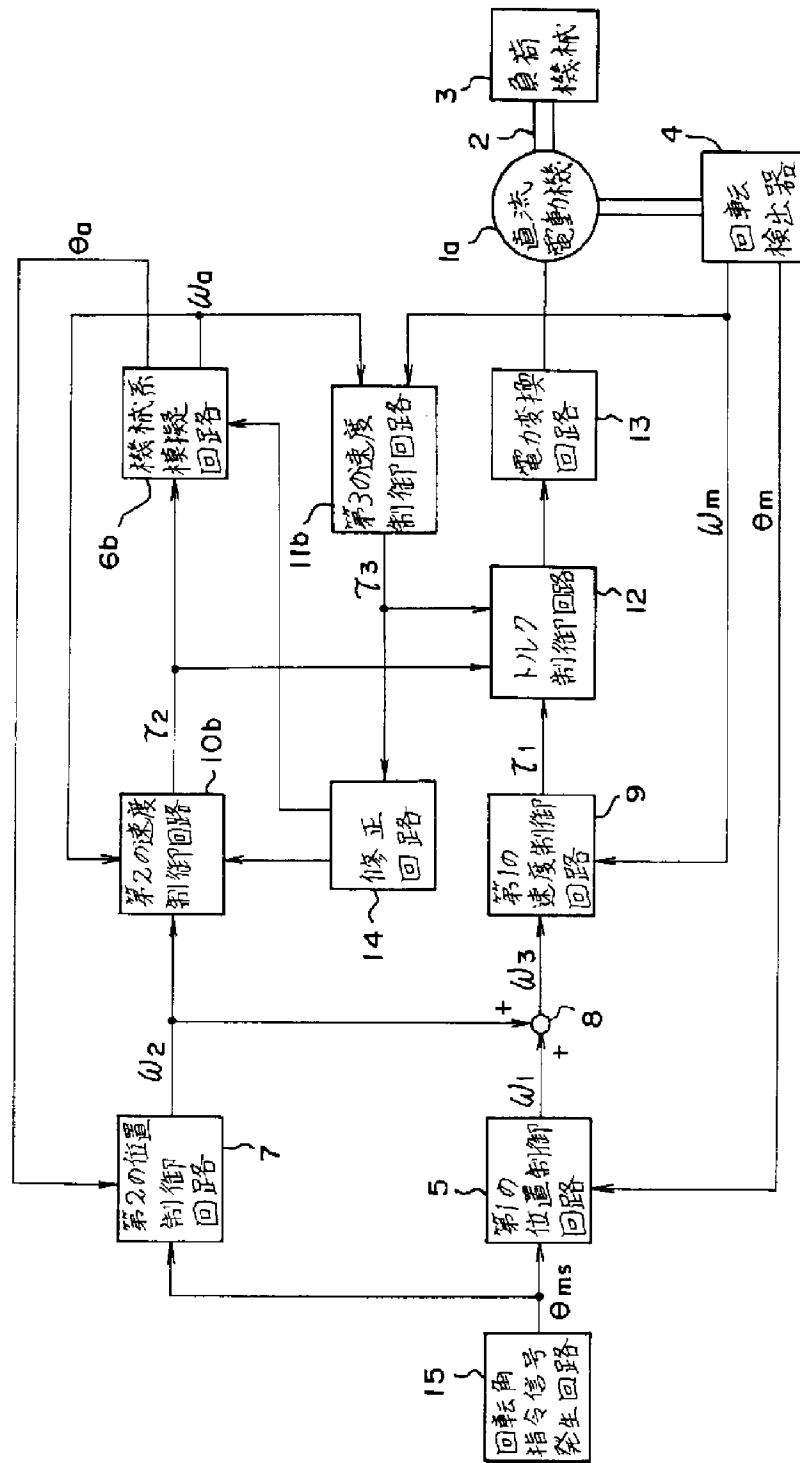 θa
ωa
機械系
模擬
回路
6b
第3の速度
制御回路
11b
τ3
τ2
第2の速度
制御回路
10b
修正
回路
14
ω2
第2の位置
制御
回路
7
負荷
機械
3
2
直流
電動機
1a
4
回転
検出器
電力変換
回路
13
ωm
θm
トルク
制御回路
12
τ1
第1の
速度制御
回路
9
ω3
+
8
+
ω1
第1の
位置制御
回路
5
θms
回転角
指令信号
発生回路
15